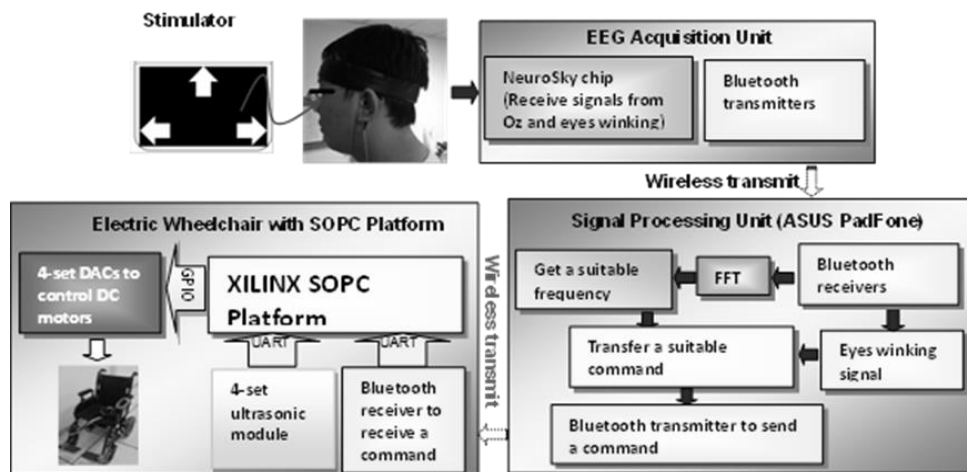 Stimulator
EEG Acquisition Unit
NeuroSky chip
(Receive signals from
Oz and eyes winking)
Bluetooth
transmitters
Wireless transmit
Signal Processing Unit (ASUS PadFone)
Get a suitable
frequency
FFT
Bluetooth
receivers
Transfer a suitable
command
Eyes winking
signal
Bluetooth transmitter to send
a command
Wireless transmit
Electric Wheelchair with SOPC Platform
4-set DACs to
control DC
motors
GPIO
XILINX SOPC
Platform
UART
UART
4-set
ultrasonic
module
Bluetooth
receiver to
receive a
command